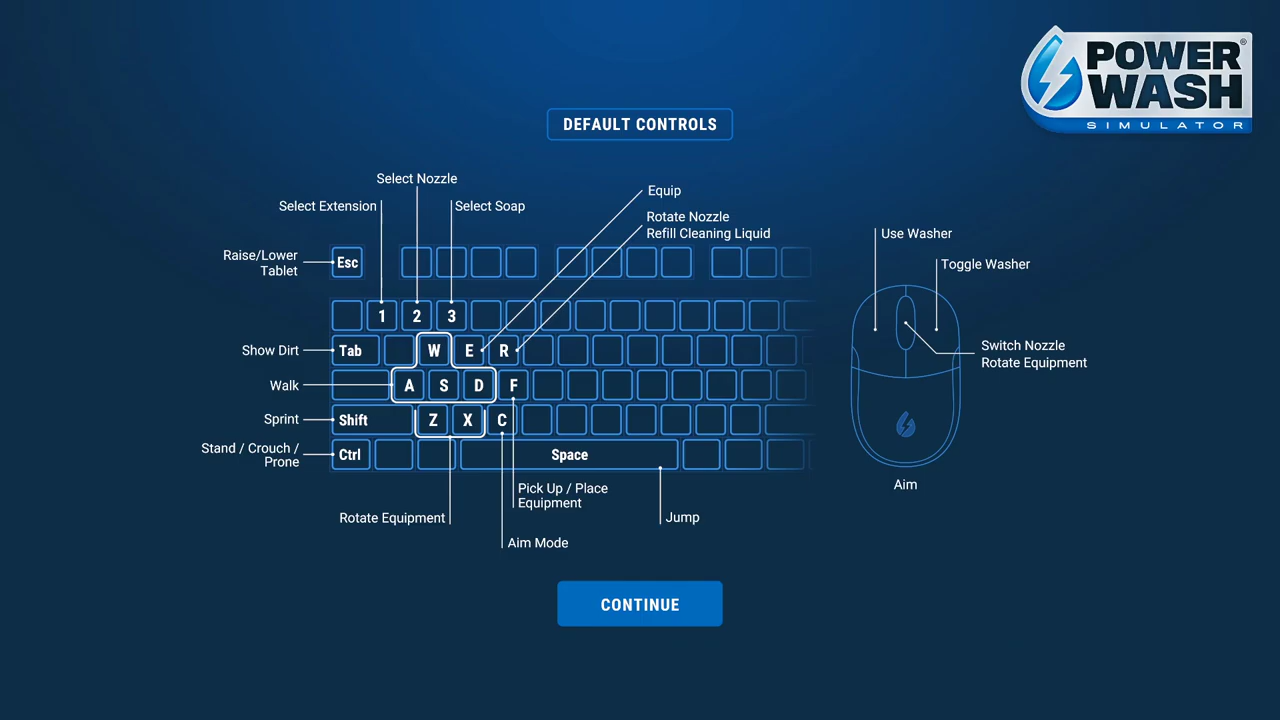 POWER
WASH®
SIMULATOR
DEFAULT CONTROLS
Select Nozzle
Select Extension
Select Soap
Equip
Rotate Nozzle
Refill Cleaning Liquid
Raise/Lower
Tablet
Esc
1 2 3
Show Dirt
Tab W E R
Walk
A S D F
Sprint
Shift Z X C
Stand / Crouch /
Prone
Ctrl Space
Pick Up / Place
Equipment
Rotate Equipment
Jump
Aim Mode
Use Washer
Toggle Washer
Switch Nozzle
Rotate Equipment
Aim
CONTINUE